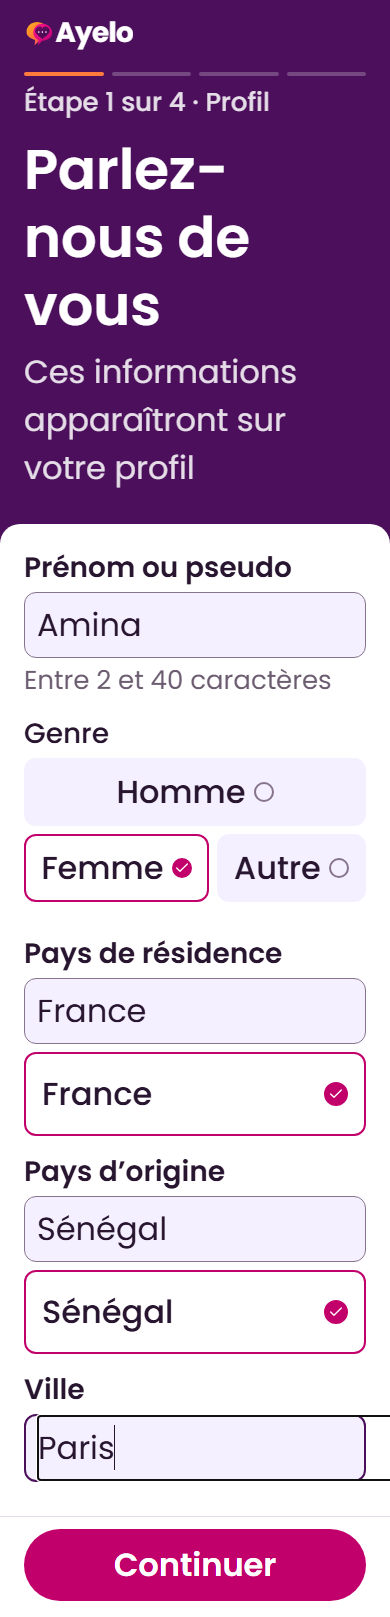 Ayelo
Étape 1 sur 4 · Profil
Parlez-
nous de
vous
Ces informations
apparaîtront sur
votre profil
Prénom ou pseudo
Amina
Entre 2 et 40 caractères
Genre
Homme
Femme Autre
Pays de résidence
France
France
Pays d’origine
Sénégal
Sénégal
Ville
Paris
Continuer